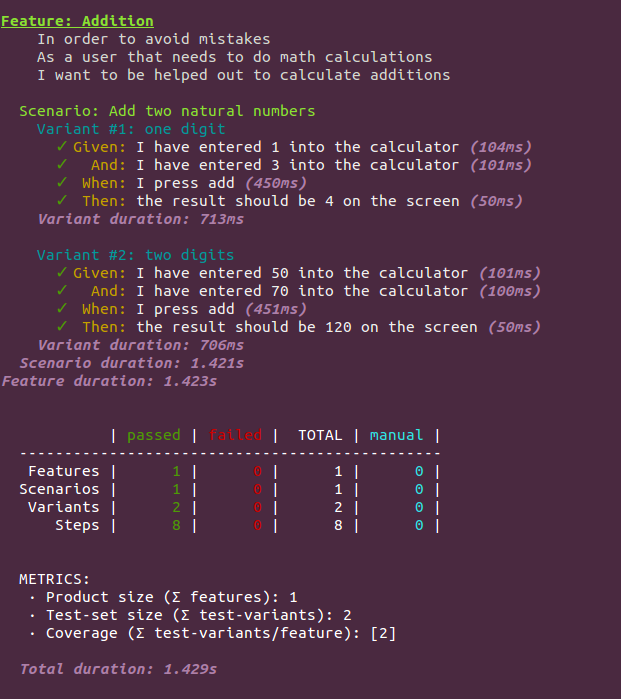 Feature: Addition
In order to avoid mistakes
As a user that needs to do math calculations
I want to be helped out to calculate additions
Scenario: Add two natural numbers
Variant #1: one digit
✓ Given: I have entered 1 into the calculator (104ms)
✓ And: I have entered 3 into the calculator (101ms)
✓ When: I press add (450ms)
✓ Then: the result should be 4 on the screen (50ms)
Variant duration: 713ms
Variant #2: two digits
✓ Given: I have entered 50 into the calculator (101ms)
✓ And: I have entered 70 into the calculator (100ms)
✓ When: I press add (451ms)
✓ Then: the result should be 120 on the screen (50ms)
Variant duration: 706ms
Scenario duration: 1.421s
Feature duration: 1.423s
| passed | failed | TOTAL | manual |
-----------------------------------------------
Features | 1 | 0 | 1 | 0 |
Scenarios | 1 | 0 | 1 | 0 |
Variants | 2 | 0 | 2 | 0 |
Steps | 8 | 0 | 8 | 0 |
METRICS:
· Product size (Σ features): 1
· Test-set size (Σ test-variants): 2
· Coverage (Σ test-variants/feature): [2]
Total duration: 1.429s